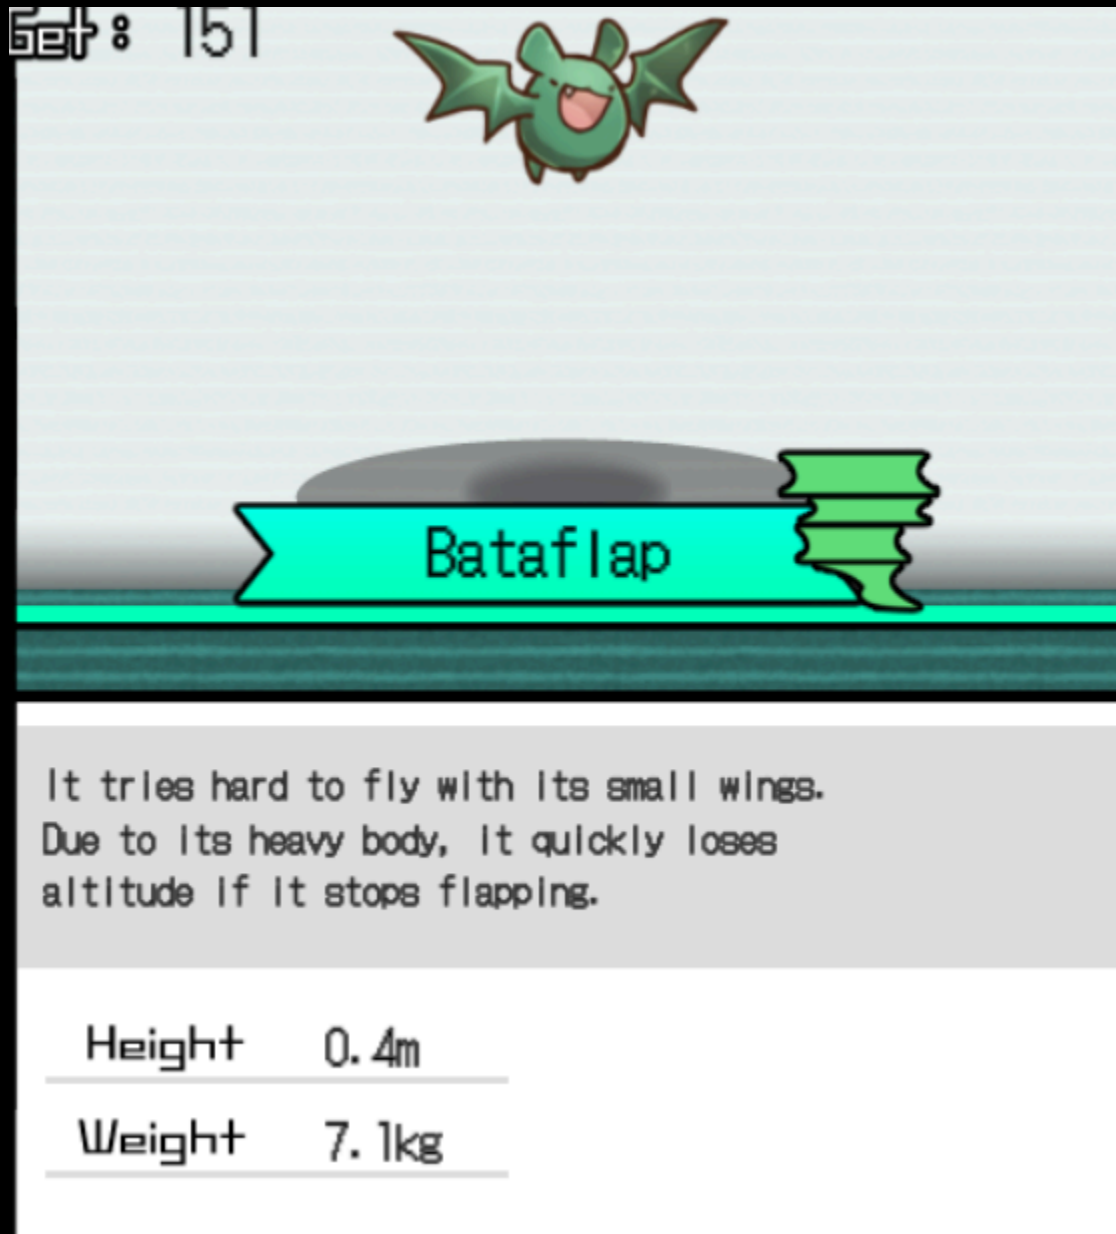 Get: 151
Bataflap
It tries hard to fly with its small wings.
Due to its heavy body, it quickly loses
altitude if it stops flapping.
Height 0.4m
Weight 7.1kg